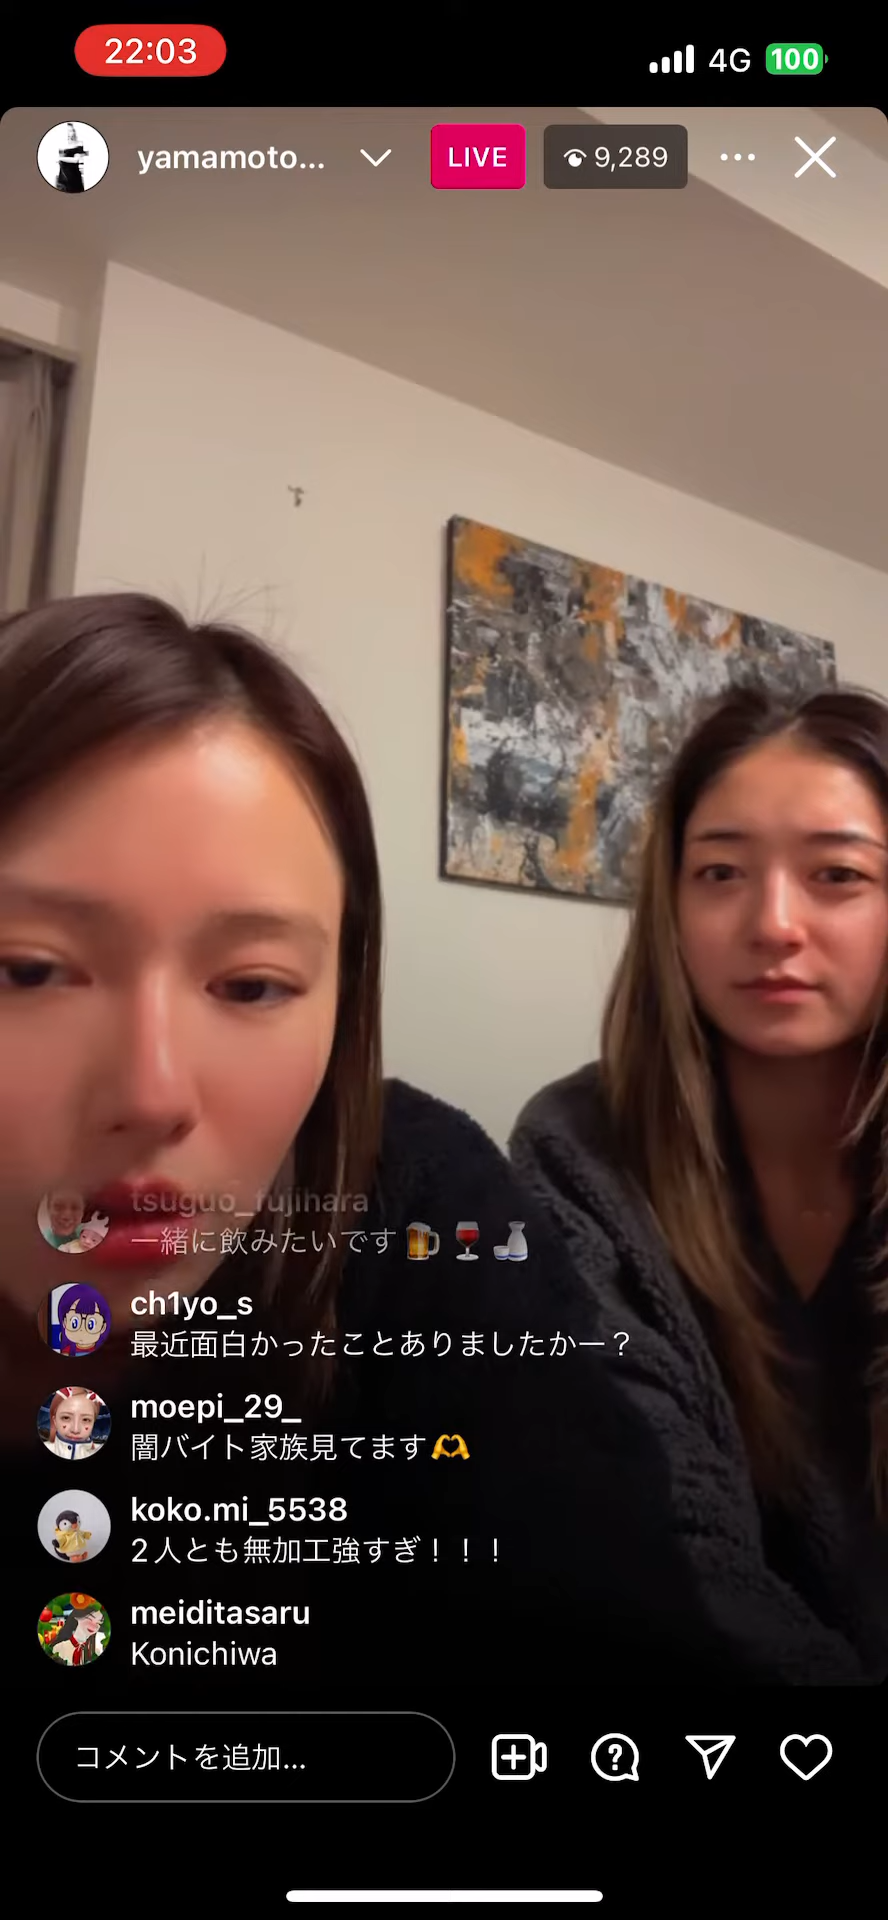 22:03
4G
100
yamamoto...
LIVE
9,289
tsuguo_fujihara
一緒に飲みたいです🍺🍷🍶
ch1yo_s
最近面白かったことありましたかー？
moepi_29_
闇バイト家族見てます🫶
koko.mi_5538
2人とも無加工強すぎ！！！
meiditasaru
Konichiwa
コメントを追加...